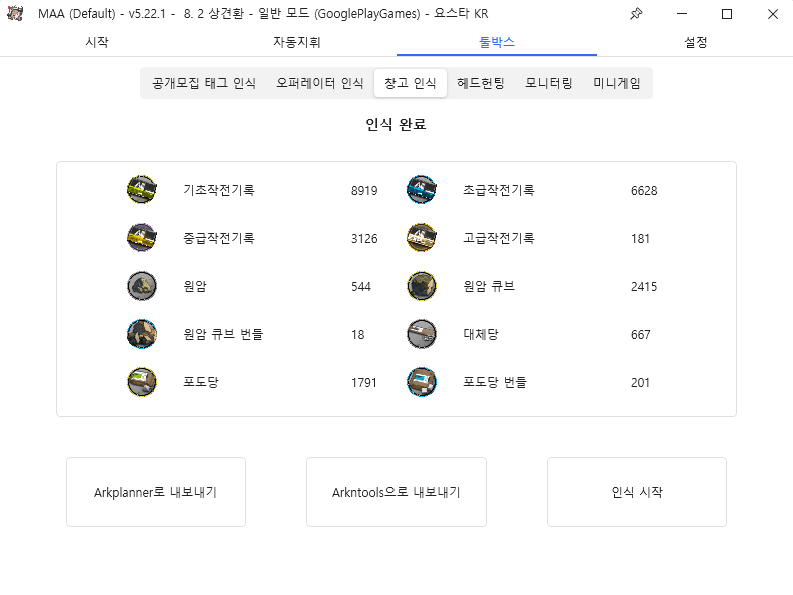 MAA (Default) - v5.22.1 - 8. 2 상견환 - 일반 모드 (GooglePlayGames) - 요스타 KR
시작 자동지휘 툴박스 설정
공개모집 태그 인식 오퍼레이터 인식 창고 인식 헤드헌팅 모니터링 미니게임
인식 완료
기초작전기록 8919 초급작전기록 6628
중급작전기록 3126 고급작전기록 181
원암 544 원암 큐브 2415
원암 큐브 번들 18 대체당 667
포도당 1791 포도당 번들 201
Arkplanner로 내보내기 Arkntools으로 내보내기 인식 시작